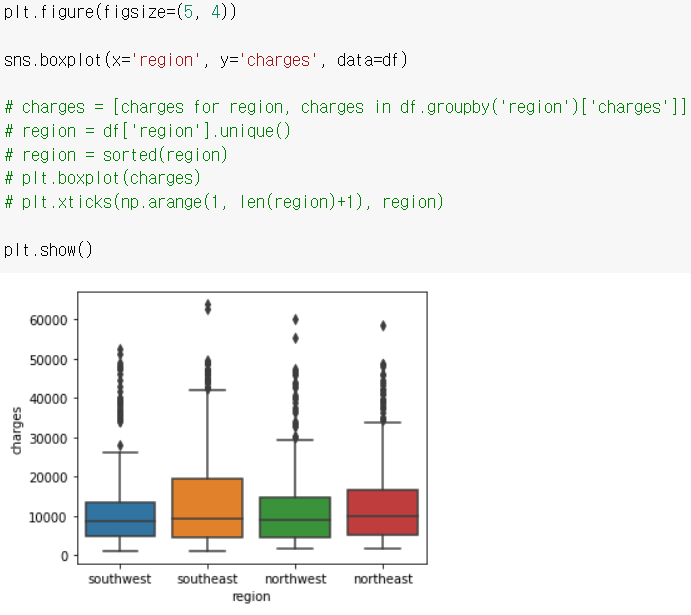 plt.figure(figsize=(5, 4))
sns.boxplot(x='region', y='charges', data=df)
# charges = [charges for region, charges in df.groupby('region')['charges']]
# region = df['region'].unique()
# region = sorted(region)
# plt.boxplot(charges)
# plt.xticks(np.arange(1, len(region)+1), region)
plt.show()
60000
50000
40000
30000
20000
10000
0
charges
southwest southeast northwest northeast
region